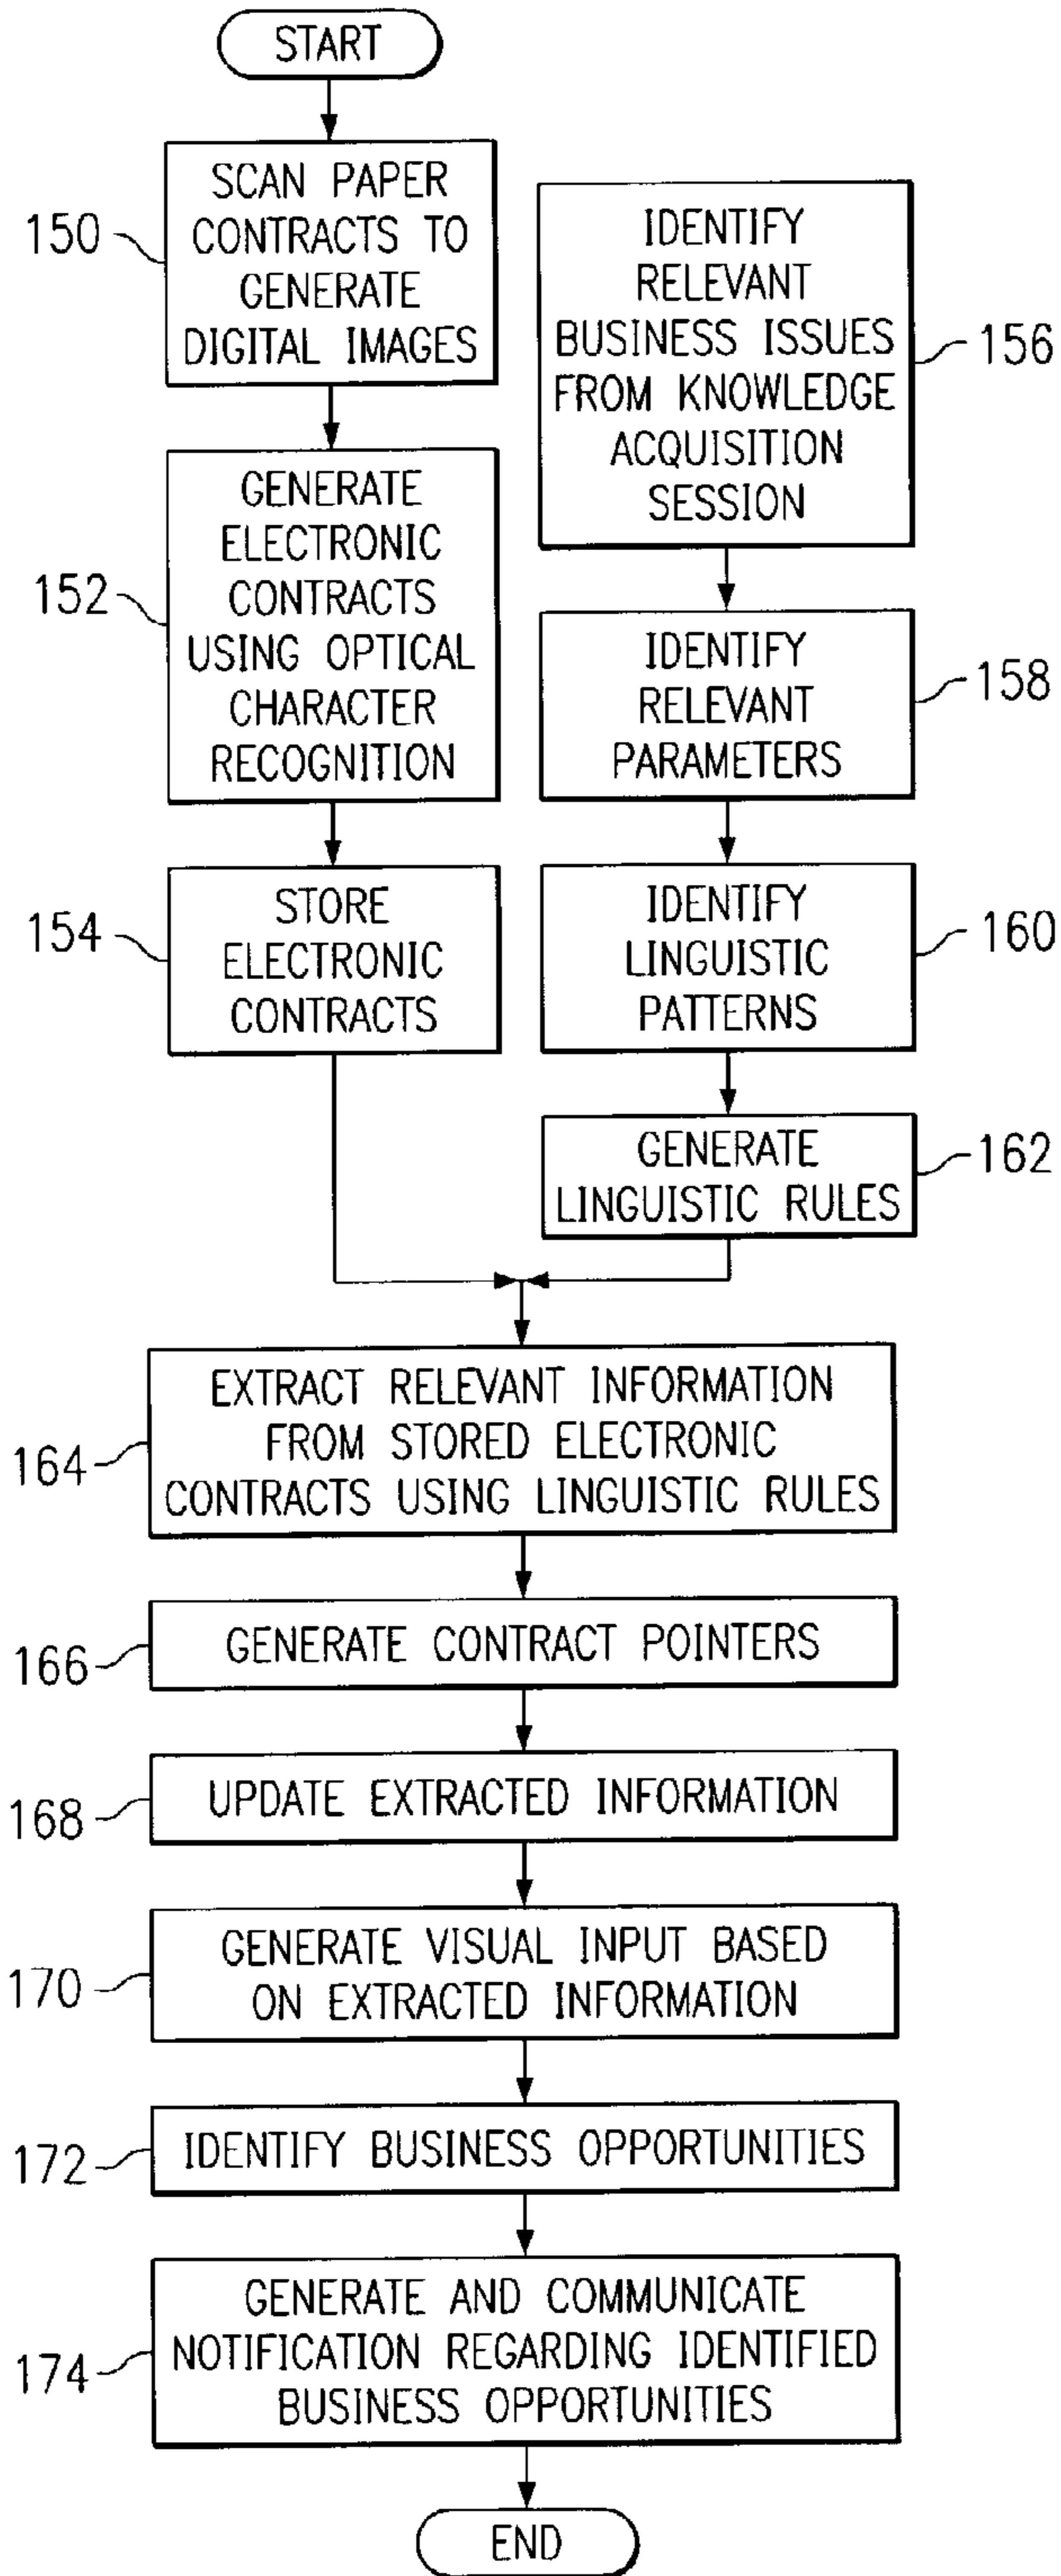 START
150
SCAN PAPER
CONTRACTS TO
GENERATE
DIGITAL IMAGES
152
GENERATE
ELECTRONIC
CONTRACTS
USING OPTICAL
CHARACTER
RECOGNITION
154
STORE
ELECTRONIC
CONTRACTS
IDENTIFY
RELEVANT
BUSINESS ISSUES
FROM KNOWLEDGE
ACQUISITION
SESSION
156
IDENTIFY
RELEVANT
PARAMETERS
158
IDENTIFY
LINGUISTIC
PATTERNS
160
GENERATE
LINGUISTIC RULES
162
164
EXTRACT RELEVANT INFORMATION
FROM STORED ELECTRONIC
CONTRACTS USING LINGUISTIC RULES
166
GENERATE CONTRACT POINTERS
168
UPDATE EXTRACTED INFORMATION
170
GENERATE VISUAL INPUT BASED
ON EXTRACTED INFORMATION
172
IDENTIFY BUSINESS OPPORTUNITIES
174
GENERATE AND COMMUNICATE
NOTIFICATION REGARDING IDENTIFIED
BUSINESS OPPORTUNITIES
END